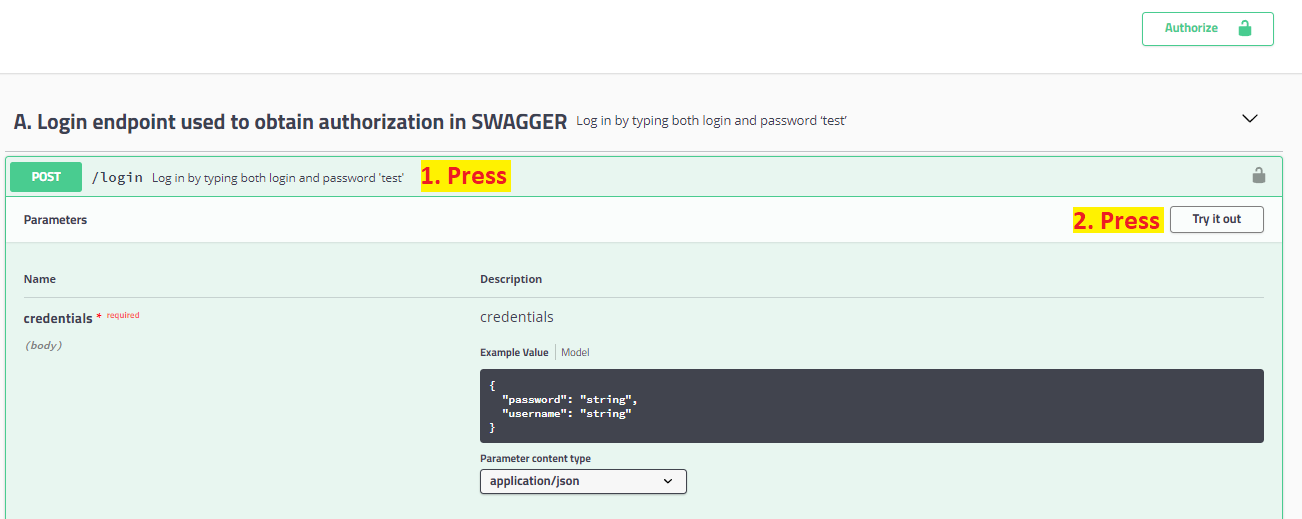 Authorize
A. Login endpoint used to obtain authorization in SWAGGER Log in by typing both login and password ‘test’
POST /login Log in by typing both login and password 'test' 1. Press
Parameters 2. Press Try it out
Name Description
credentials * required credentials
(body)
Example Value Model
{
"password": "string",
"username": "string"
}
Parameter content type
application/json